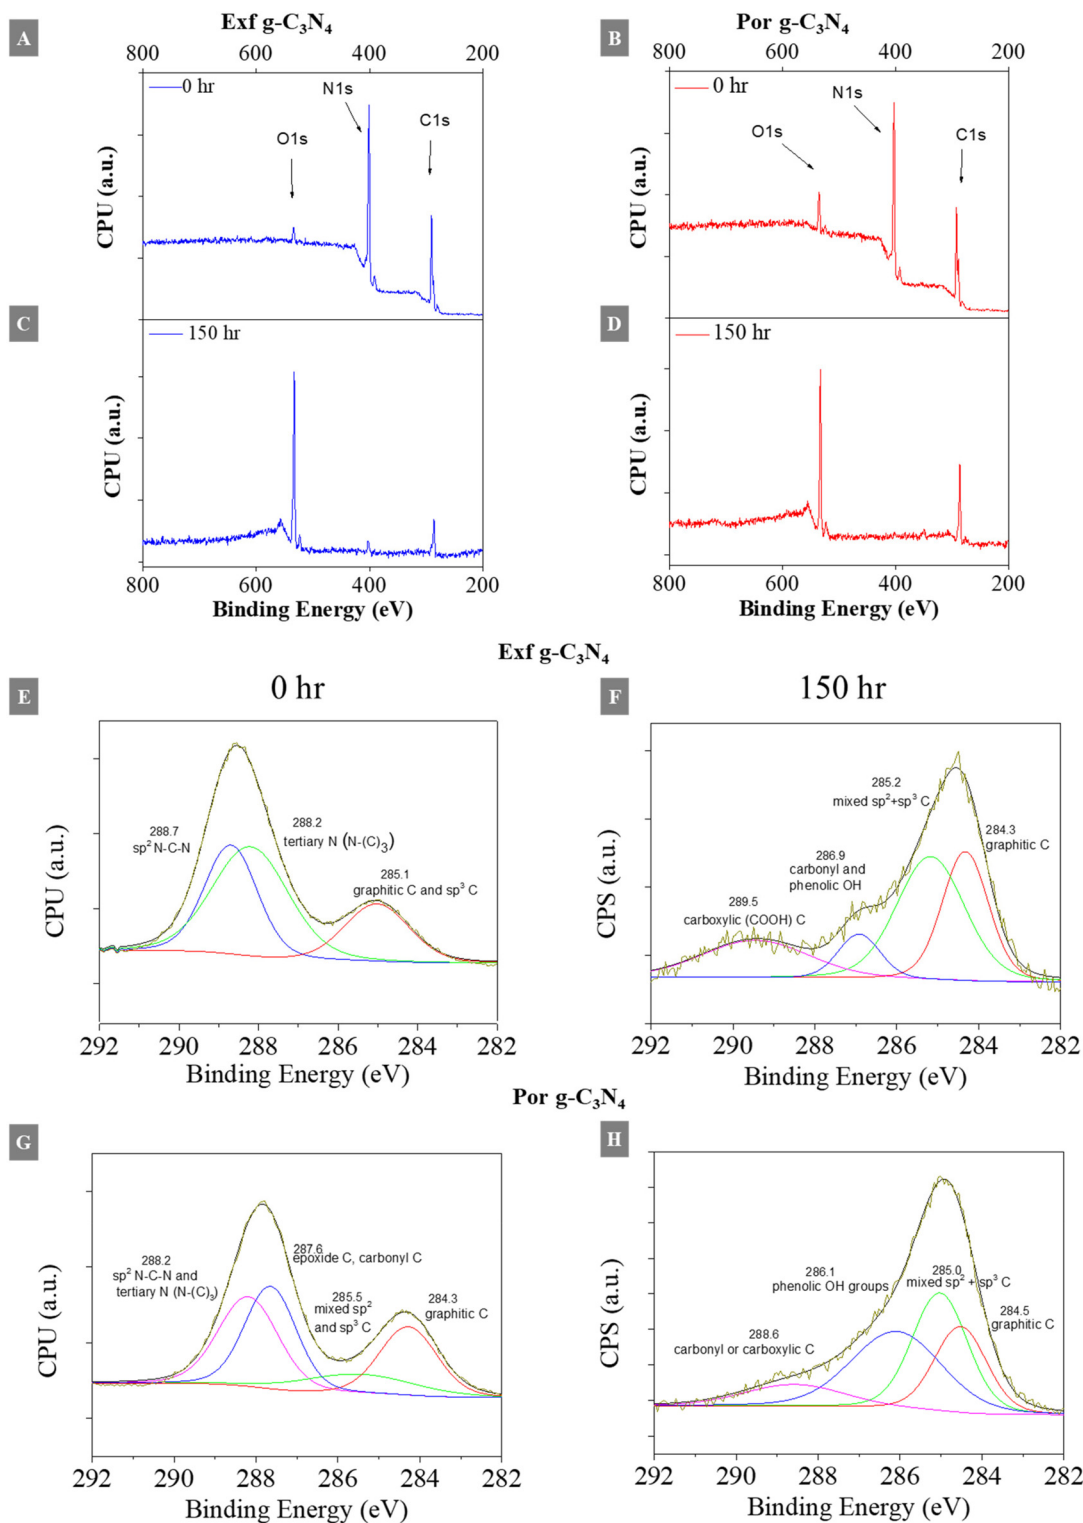 Exf g-C₃N₄
Por g-C₃N₄
A
800 600 400 200
0 hr
O1s
N1s
C1s
CPU (a.u.)
B
800 600 400 200
0 hr
O1s
N1s
C1s
CPU (a.u.)
C
150 hr
CPU (a.u.)
800 600 400 200
Binding Energy (eV)
D
150 hr
CPU (a.u.)
800 600 400 200
Binding Energy (eV)
Exf g-C₃N₄
E
0 hr
288.7
sp² N-C-N
288.2
tertiary N (N-(C)₃)
285.1
graphitic C and sp³ C
CPU (a.u.)
292 290 288 286 284 282
Binding Energy (eV)
F
150 hr
285.2
mixed sp²+sp³ C
284.3
graphitic C
286.9
carbonyl and
phenolic OH
289.5
carboxylic (COOH) C
CPS (a.u.)
292 290 288 286 284 282
Binding Energy (eV)
Por g-C₃N₄
G
288.2
sp² N-C-N and
tertiary N (N-(C)₃)
287.6
epoxide C, carbonyl C
285.5
mixed sp²
and sp³ C
284.3
graphitic C
CPU (a.u.)
292 290 288 286 284 282
Binding Energy (eV)
H
286.1
phenolic OH groups
285.0
mixed sp² + sp³ C
284.5
graphitic C
288.6
carbonyl or carboxylic C
CPS (a.u.)
292 290 288 286 284 282
Binding Energy (eV)